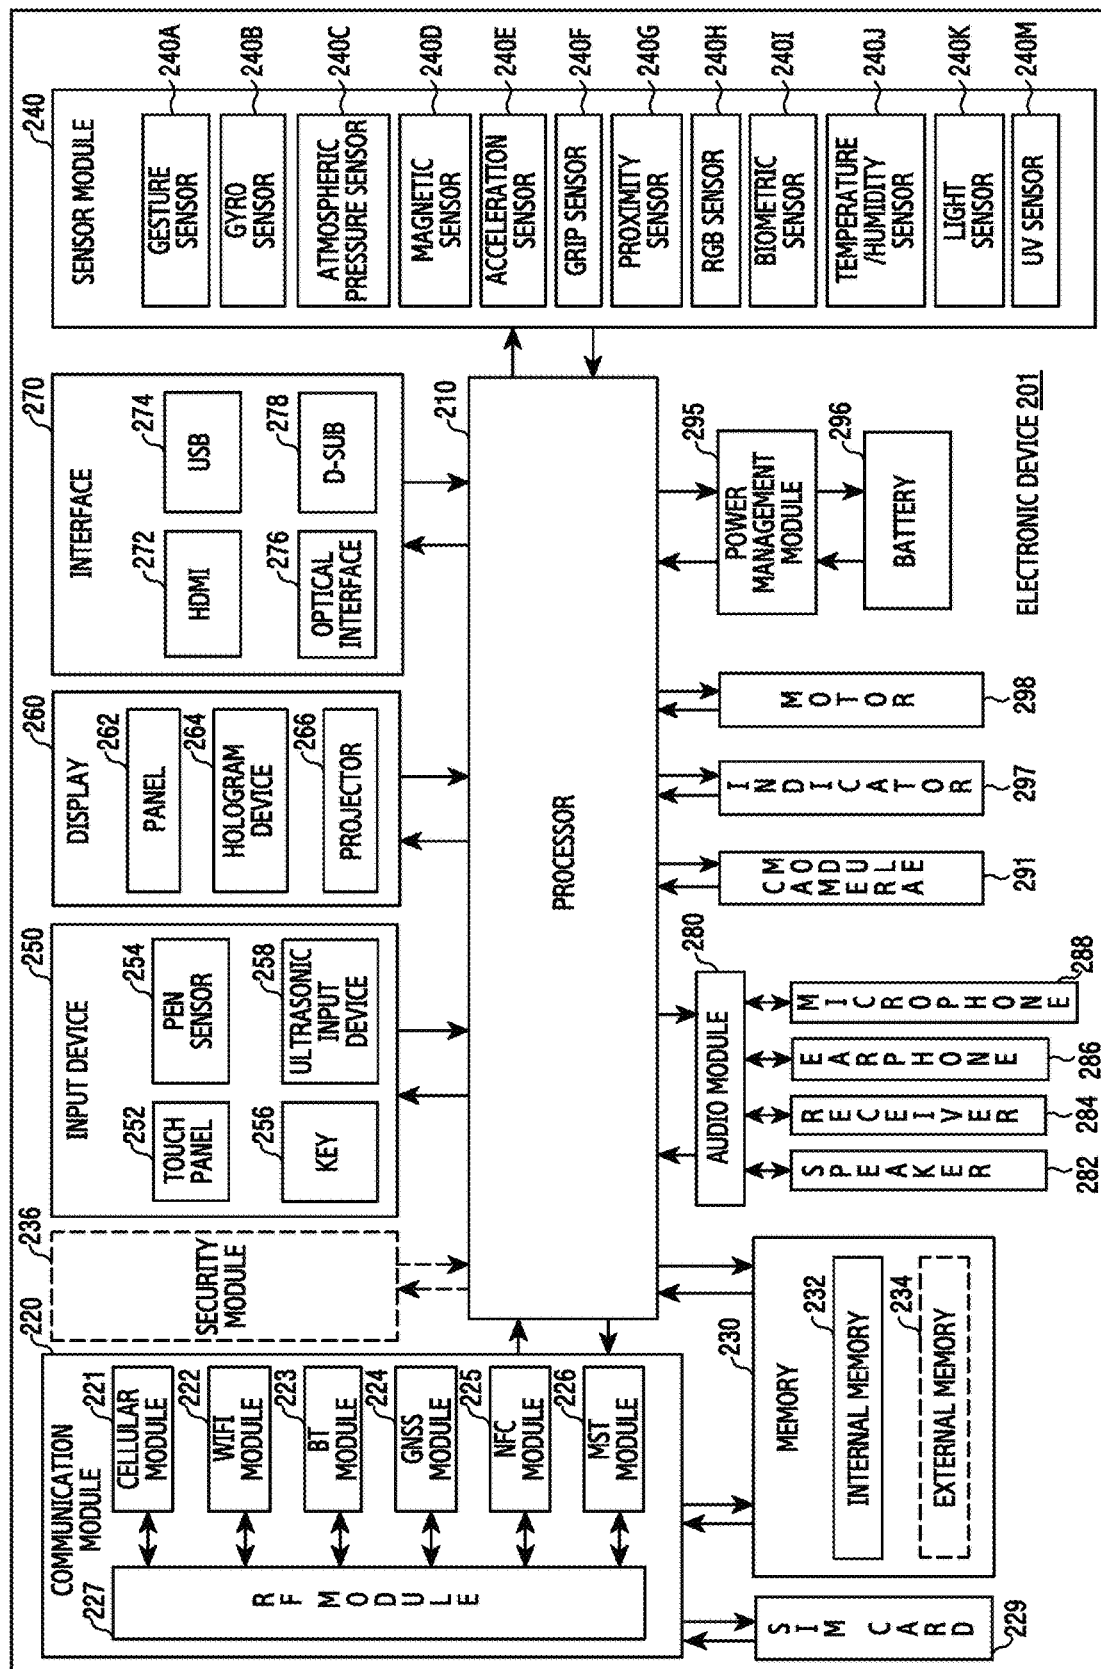 COMMUNICATION
MODULE
220
227
RF MODULE
221
CELLULAR
MODULE
222
WIFI
MODULE
223
BT
MODULE
224
GNSS
MODULE
225
NFC
MODULE
226
MST
MODULE
236
SECURITY
MODULE
INPUT DEVICE
250
252
TOUCH
PANEL
254
PEN
SENSOR
256
KEY
258
ULTRASONIC
INPUT
DEVICE
DISPLAY
260
262
PANEL
264
HOLOGRAM
DEVICE
266
PROJECTOR
INTERFACE
270
272
HDMI
274
USB
276
OPTICAL
INTERFACE
278
D-SUB
SENSOR MODULE
240
GESTURE
SENSOR
240A
GYRO
SENSOR
240B
ATMOSPHERIC
PRESSURE SENSOR
240C
MAGNETIC
SENSOR
240D
ACCELERATION
SENSOR
240E
GRIP SENSOR
240F
PROXIMITY
SENSOR
240G
RGB SENSOR
240H
BIOMETRIC
SENSOR
240I
TEMPERATURE
/HUMIDITY
SENSOR
240J
LIGHT
SENSOR
240K
UV SENSOR
240M
PROCESSOR
210
SIM CARD
229
MEMORY
230
232
INTERNAL MEMORY
234
EXTERNAL MEMORY
AUDIO MODULE
280
SPEAKER
282
RECEIVER
284
EARPHONE
286
MICROPHONE
288
CAMERA
MODULE
291
INDICATOR
297
MOTOR
298
POWER
MANAGEMENT
MODULE
295
BATTERY
296
ELECTRONIC DEVICE 201